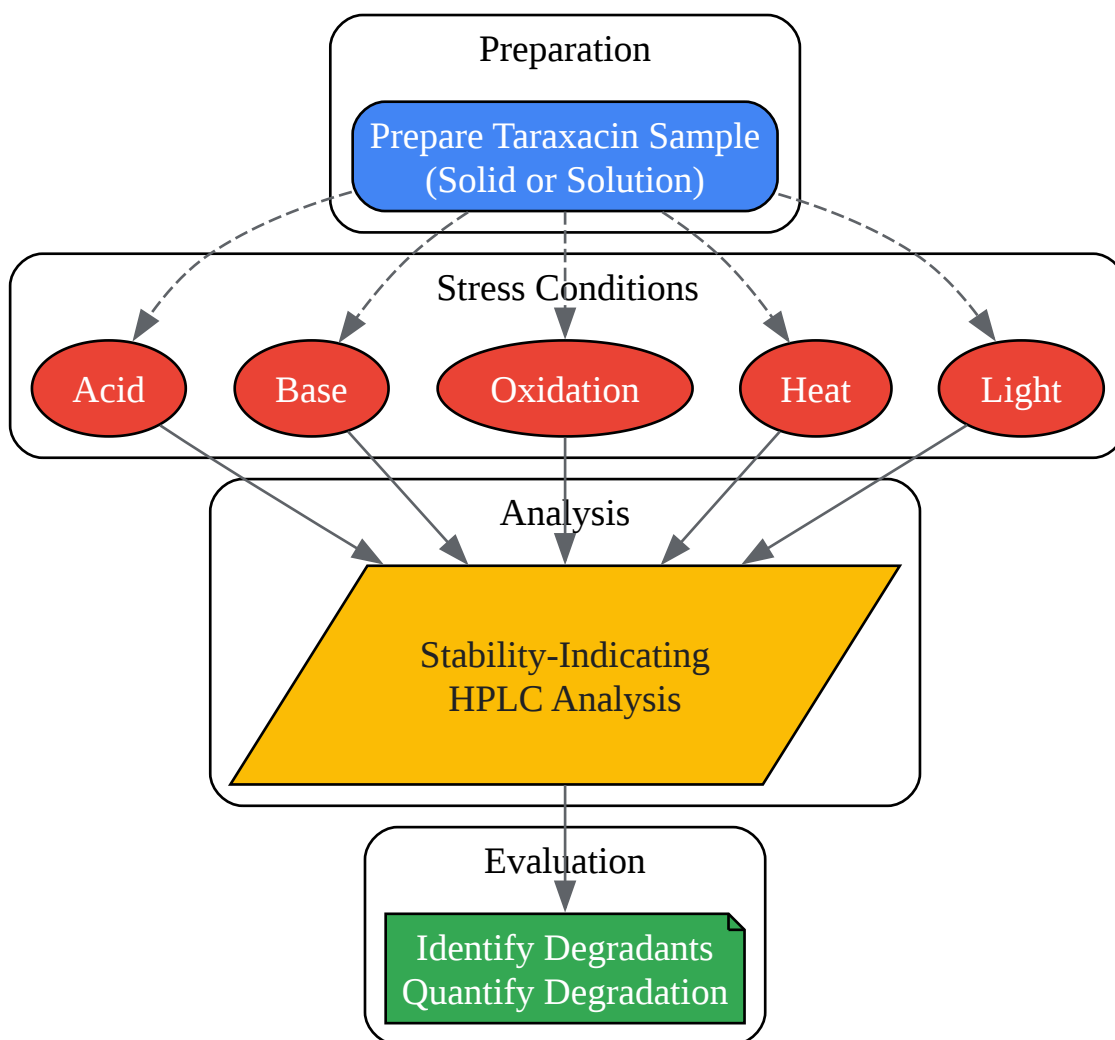 Preparation
Prepare Taraxacin Sample
(Solid or Solution)
Stress Conditions
Acid
Base
Oxidation
Heat
Light
Analysis
Stability-Indicating
HPLC Analysis
Evaluation
Identify Degradants
Quantify Degradation